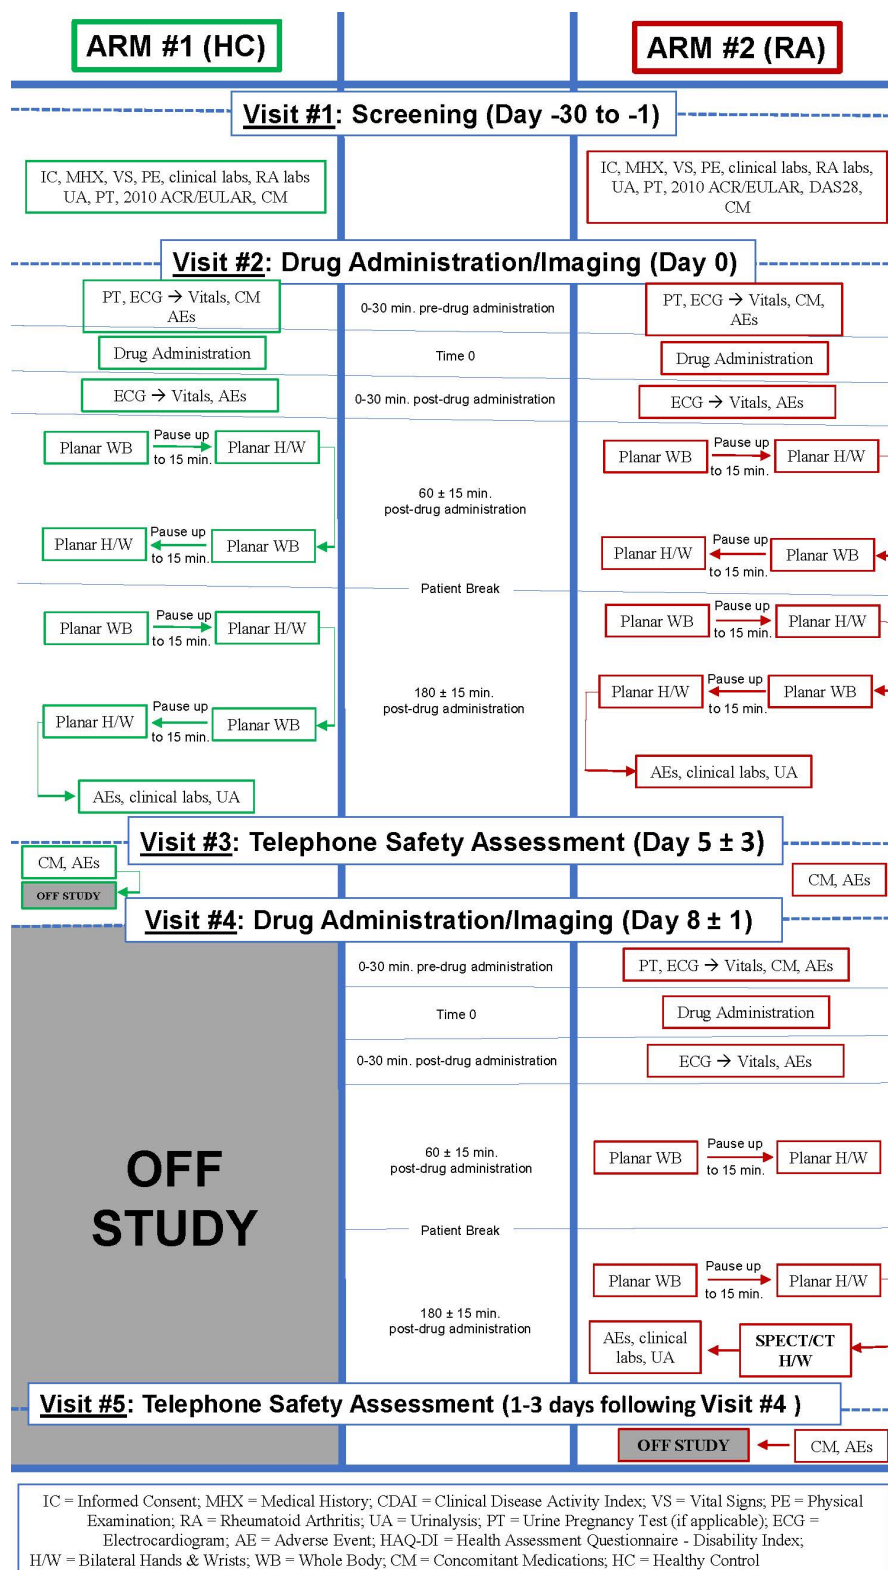 ARM #1 (HC)
ARM #2 (RA)
Visit #1: Screening (Day -30 to -1)
IC, MHX, VS, PE, clinical labs, RA labs
UA, PT, 2010 ACR/EULAR, CM
IC, MHX, VS, PE, clinical labs, RA labs,
UA, PT, 2010 ACR/EULAR, DAS28,
CM
Visit #2: Drug Administration/Imaging (Day 0)
PT, ECG → Vitals, CM
AEs
0-30 min. pre-drug administration
PT, ECG → Vitals, CM,
AEs
Drug Administration
Time 0
Drug Administration
ECG → Vitals, AEs
0-30 min. post-drug administration
ECG → Vitals, AEs
Planar WB
Pause up
to 15 min.
Planar H/W
60 ± 15 min.
post-drug administration
Planar WB
Pause up
to 15 min.
Planar H/W
Planar H/W
Pause up
to 15 min.
Planar WB
Planar H/W
Pause up
to 15 min.
Planar WB
Patient Break
Planar WB
Pause up
to 15 min.
Planar H/W
Planar WB
Pause up
to 15 min.
Planar H/W
180 ± 15 min.
post-drug administration
Planar H/W
Pause up
to 15 min.
Planar WB
Planar H/W
Pause up
to 15 min.
Planar WB
AEs, clinical labs, UA
AEs, clinical labs, UA
Visit #3: Telephone Safety Assessment (Day 5 ± 3)
CM, AEs
OFF STUDY
CM, AEs
Visit #4: Drug Administration/Imaging (Day 8 ± 1)
0-30 min. pre-drug administration
PT, ECG → Vitals, CM, AEs
Time 0
Drug Administration
0-30 min. post-drug administration
ECG → Vitals, AEs
OFF
STUDY
60 ± 15 min.
post-drug administration
Planar WB
Pause up
to 15 min.
Planar H/W
Patient Break
180 ± 15 min.
post-drug administration
Planar WB
Pause up
to 15 min.
Planar H/W
AEs, clinical
labs, UA
SPECT/CT
H/W
Visit #5: Telephone Safety Assessment (1-3 days following Visit #4 )
OFF STUDY
CM, AEs
IC = Informed Consent; MHX = Medical History; CDAI = Clinical Disease Activity Index; VS = Vital Signs; PE = Physical
Examination; RA = Rheumatoid Arthritis; UA = Urinalysis; PT = Urine Pregnancy Test (if applicable); ECG =
Electrocardiogram; AE = Adverse Event; HAQ-DI = Health Assessment Questionnaire - Disability Index;
H/W = Bilateral Hands & Wrists; WB = Whole Body; CM = Concomitant Medications; HC = Healthy Control